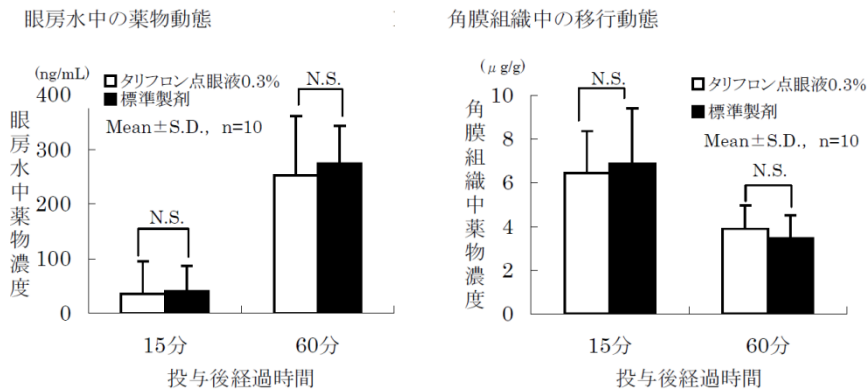 眼房水中の薬物動態
(ng/mL)
タリフロン点眼液0.3%
標準製剤
Mean±S.D., n=10
N.S.
N.S.
眼房水中薬物濃度
400
300
200
100
0
15分
60分
投与後経過時間
角膜組織中の移行動態
(μg/g)
タリフロン点眼液0.3%
標準製剤
Mean±S.D., n=10
N.S.
N.S.
角膜組織中薬物濃度
10
8
6
4
2
0
15分
60分
投与後経過時間